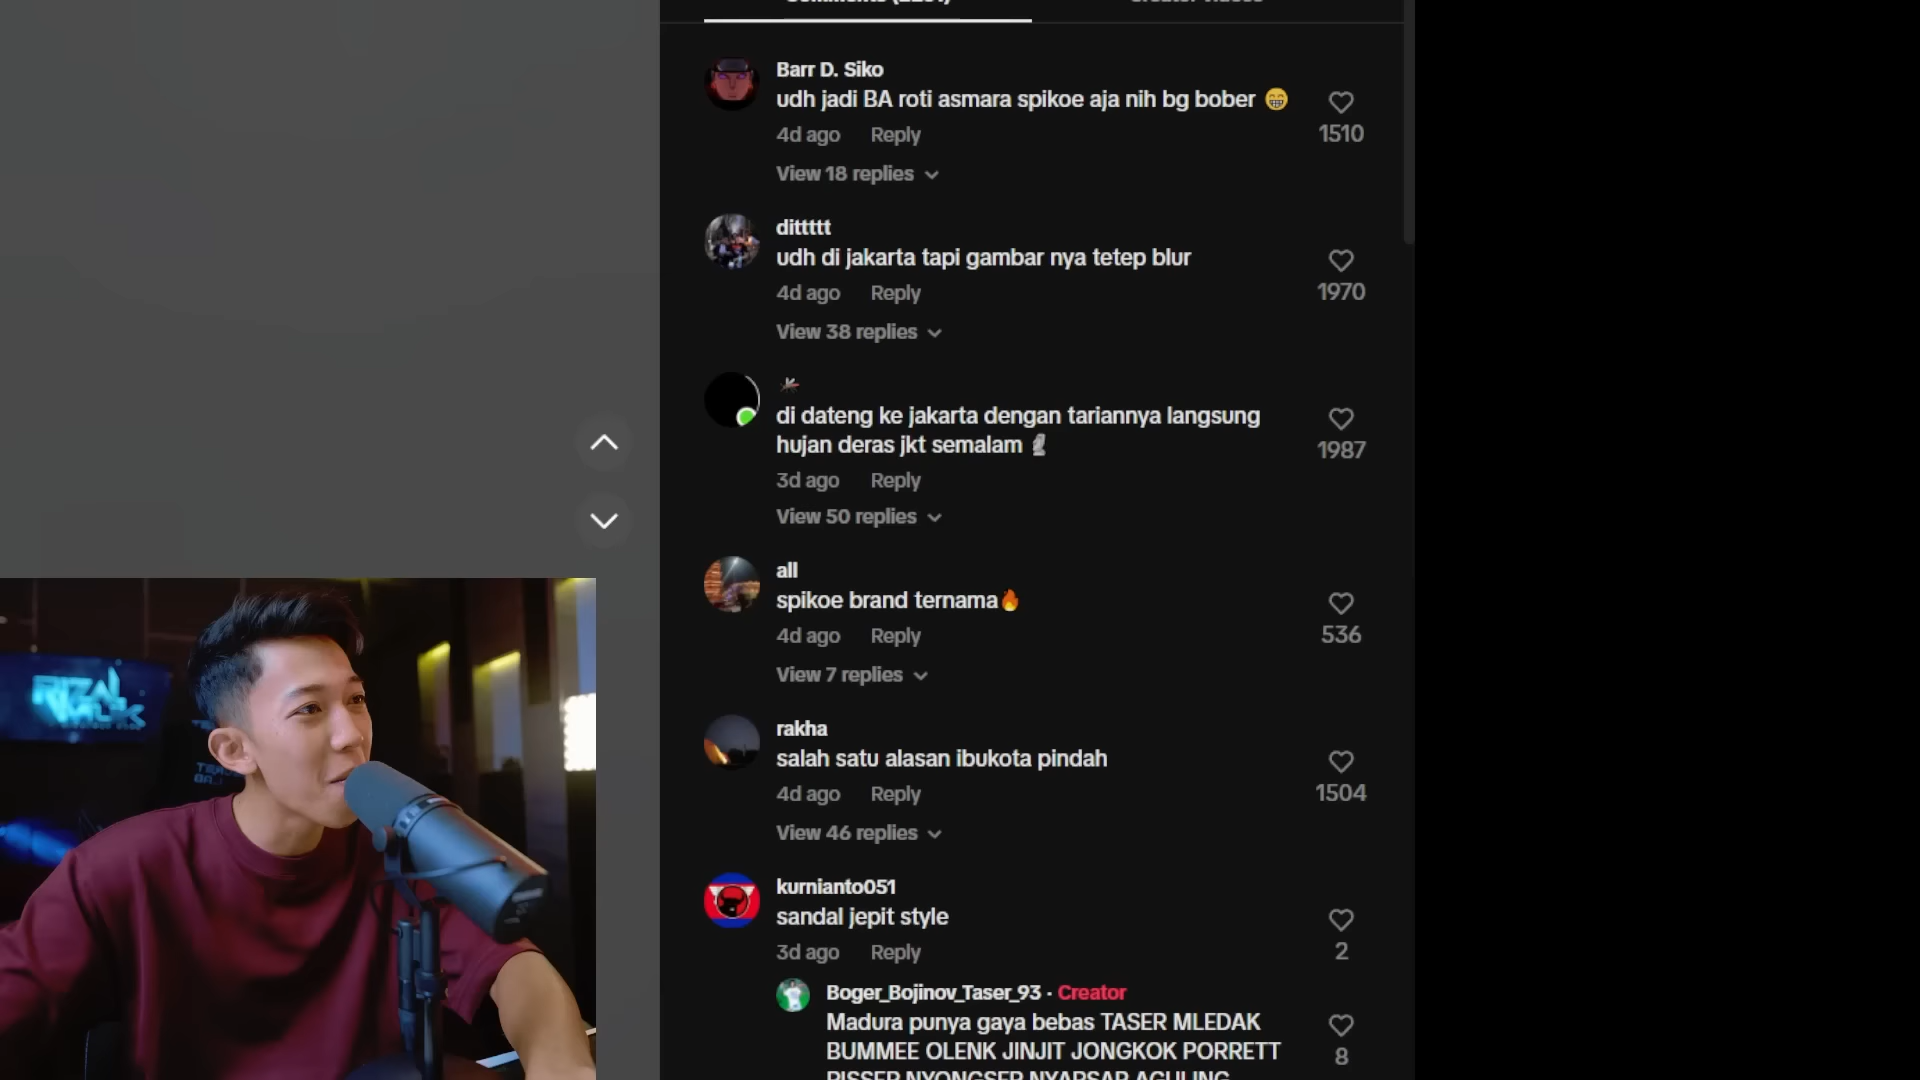 Barr D. Siko
udh jadi BA roti asmara spikoe aja nih bg bober 😁
4d ago Reply
1510
View 18 replies
dittttt
udh di jakarta tapi gambar nya tetep blur
4d ago Reply
1970
View 38 replies
🦟
di dateng ke jakarta dengan tariannya langsung
hujan deras jkt semalam 🗿
3d ago Reply
1987
View 50 replies
all
spikoe brand ternama🔥
4d ago Reply
536
View 7 replies
rakha
salah satu alasan ibukota pindah
4d ago Reply
1504
View 46 replies
kurnianto051
sandal jepit style
3d ago Reply
2
Boger_Bojinov_Taser_93 · Creator
Madura punya gaya bebas TASER MLEDAK
BUMMEE OLENK JINJIT JONGKOK PORRETT
8